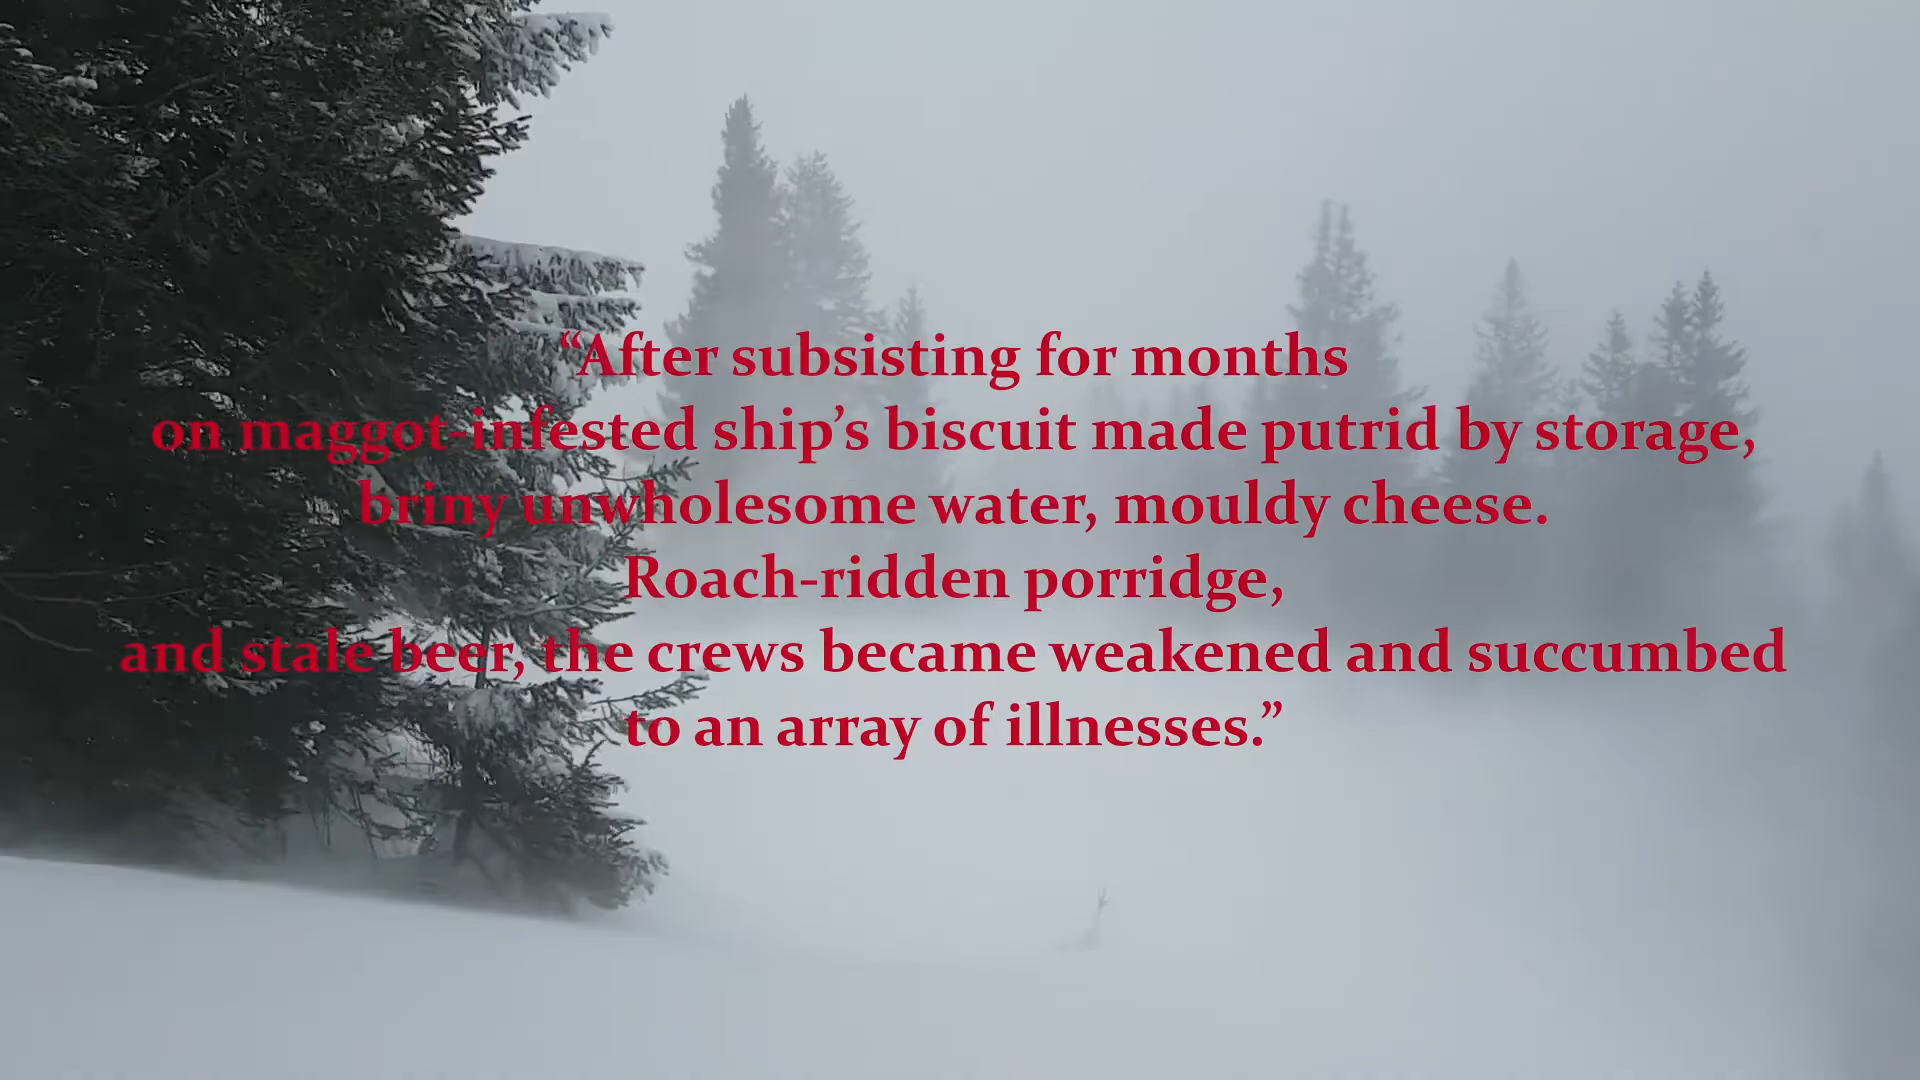 “After subsisting for months
on maggot-infested ship’s biscuit made putrid by storage,
briny unwholesome water, mouldy cheese.
Roach-ridden porridge,
and stale beer, the crews became weakened and succumbed
to an array of illnesses.”